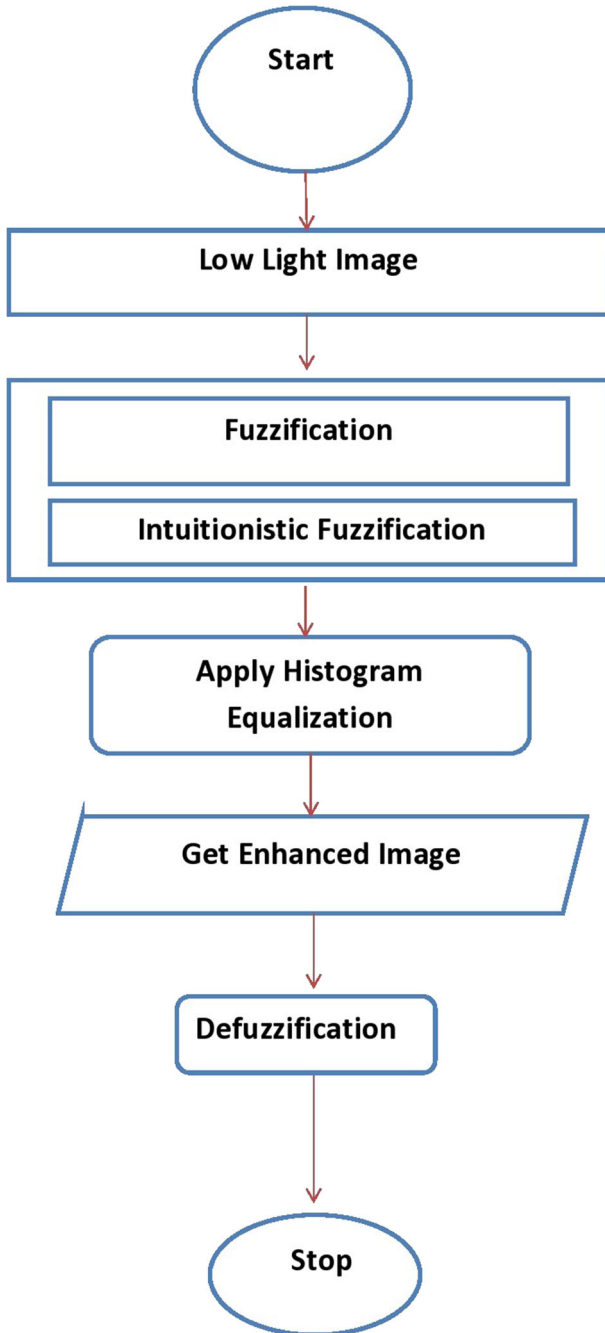 Start
Low Light Image
Fuzzification
Intuitionistic Fuzzification
Apply Histogram
Equalization
Get Enhanced Image
Defuzzification
Stop